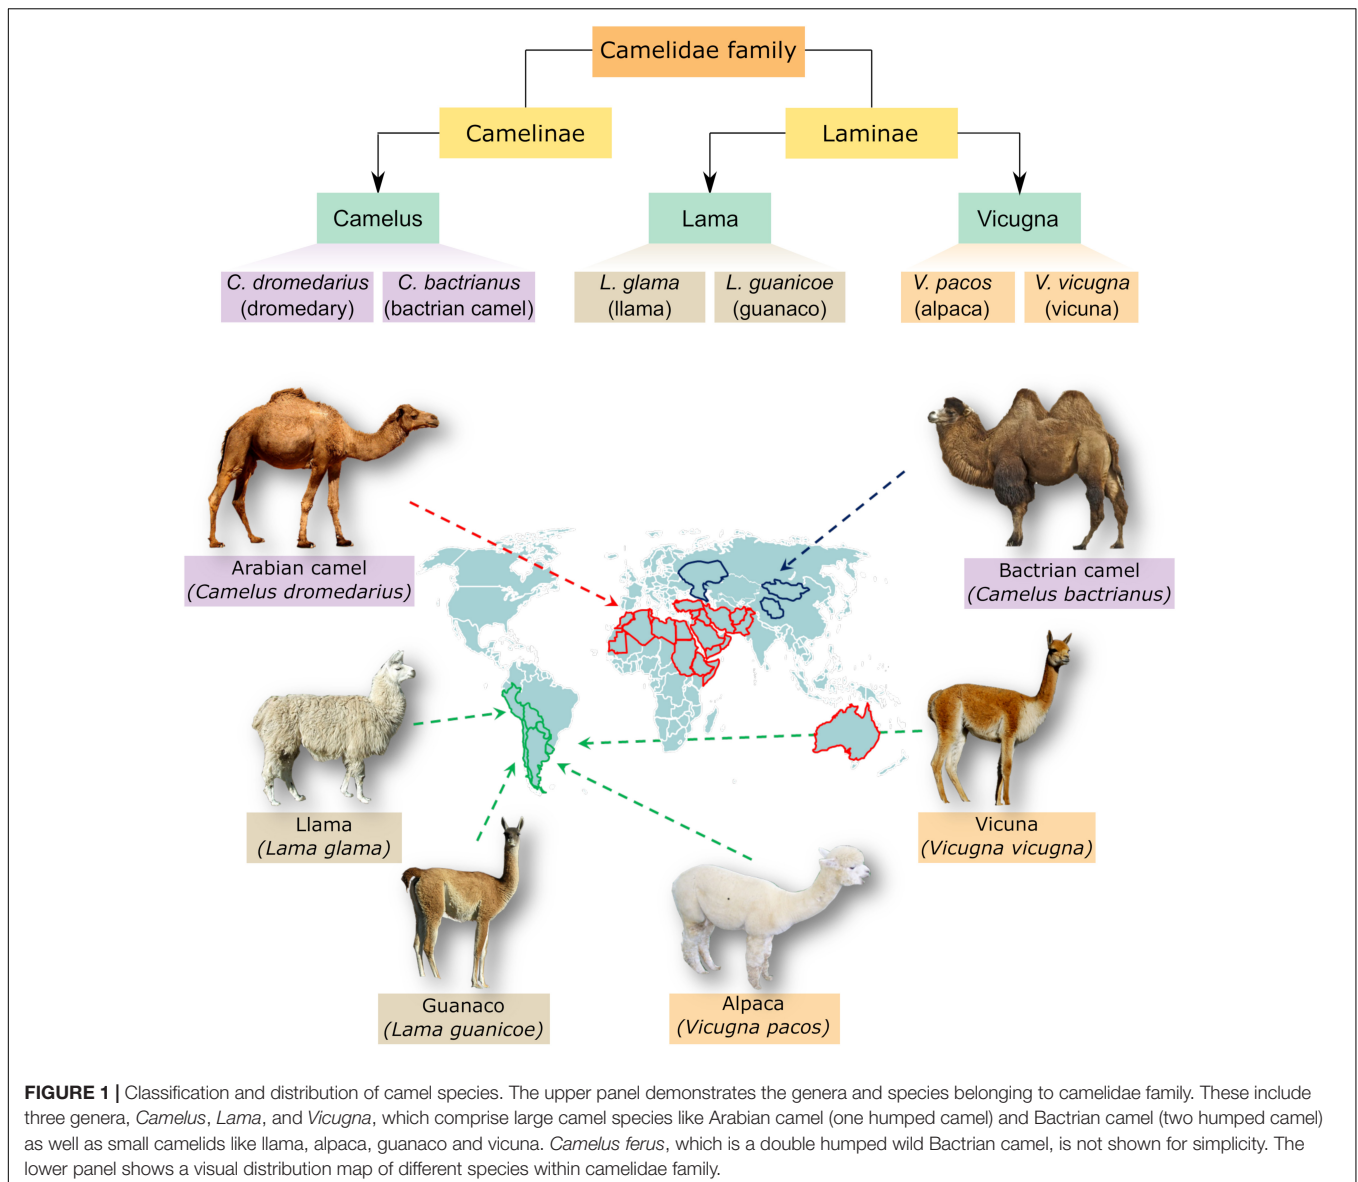 Camelidae family
Camelinae
Laminae
Camelus
Lama
Vicugna
C. dromedarius
(dromedary)
C. bactrianus
(bactrian camel)
L. glama
(llama)
L. guanicoe
(guanaco)
V. pacos
(alpaca)
V. vicugna
(vicuna)
Arabian camel
(Camelus dromedarius)
Bactrian camel
(Camelus bactrianus)
Llama
(Lama glama)
Vicuna
(Vicugna vicugna)
Guanaco
(Lama guanicoe)
Alpaca
(Vicugna pacos)
FIGURE 1 | Classification and distribution of camel species. The upper panel demonstrates the genera and species belonging to camelidae family. These include
three genera, Camelus, Lama, and Vicugna, which comprise large camel species like Arabian camel (one humped camel) and Bactrian camel (two humped camel)
as well as small camelids like llama, alpaca, guanaco and vicuna. Camelus ferus, which is a double humped wild Bactrian camel, is not shown for simplicity. The
lower panel shows a visual distribution map of different species within camelidae family.